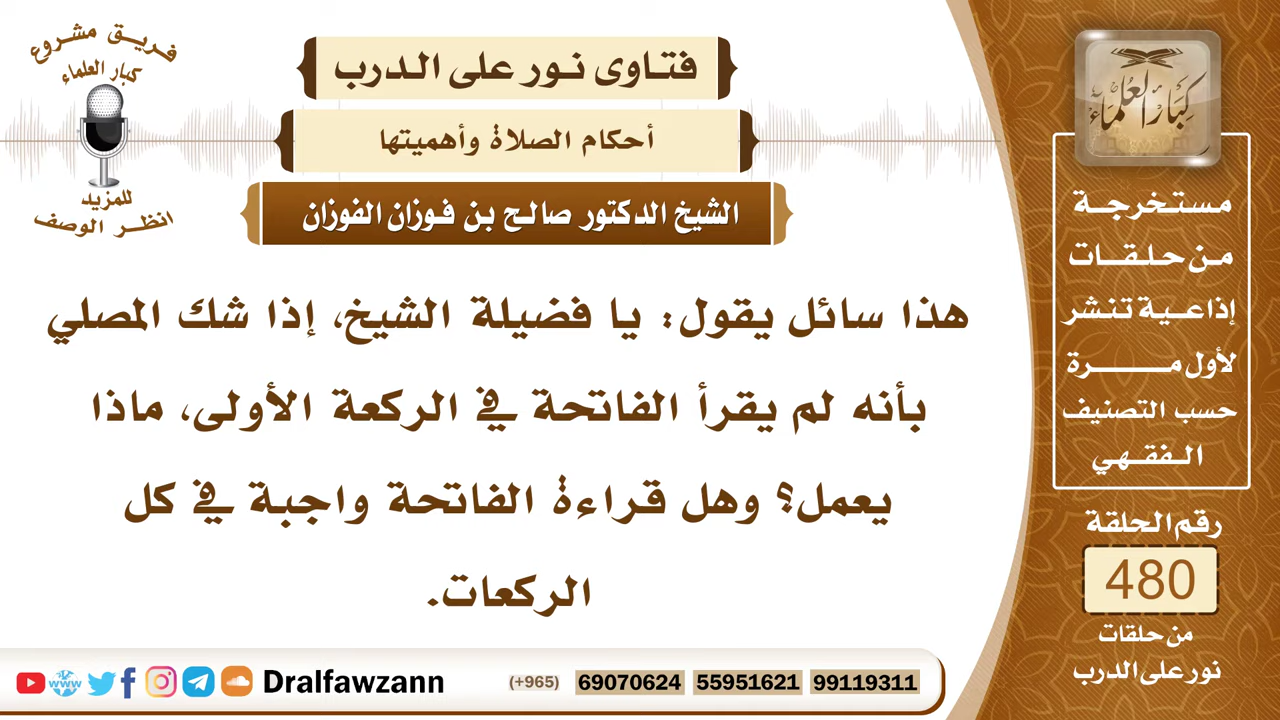 فريق مشروع
كبار العلماء
للمزيد
انظر الوصف
فتاوى نور على الدرب
أحكام الصلاة وأهميتها
الشيخ الدكتور صالح بن فوزان الفوزان
هذا سائل يقول: يا فضيلة الشيخ، إذا شك المصلي
بأنه لم يقرأ الفاتحة في الركعة الأولى، ماذا
يعمل؟ وهل قراءة الفاتحة واجبة في كل
الركعات.
كبار العلماء
مستخرجة
من حلقات
إذاعية تنشر
لأول مرة
حسب التصنيف
الفقهي
رقم الحلقة
480
من حلقات
نور على الدرب
www
Dralfawzann
(+965) 69070624 55951621 99119311